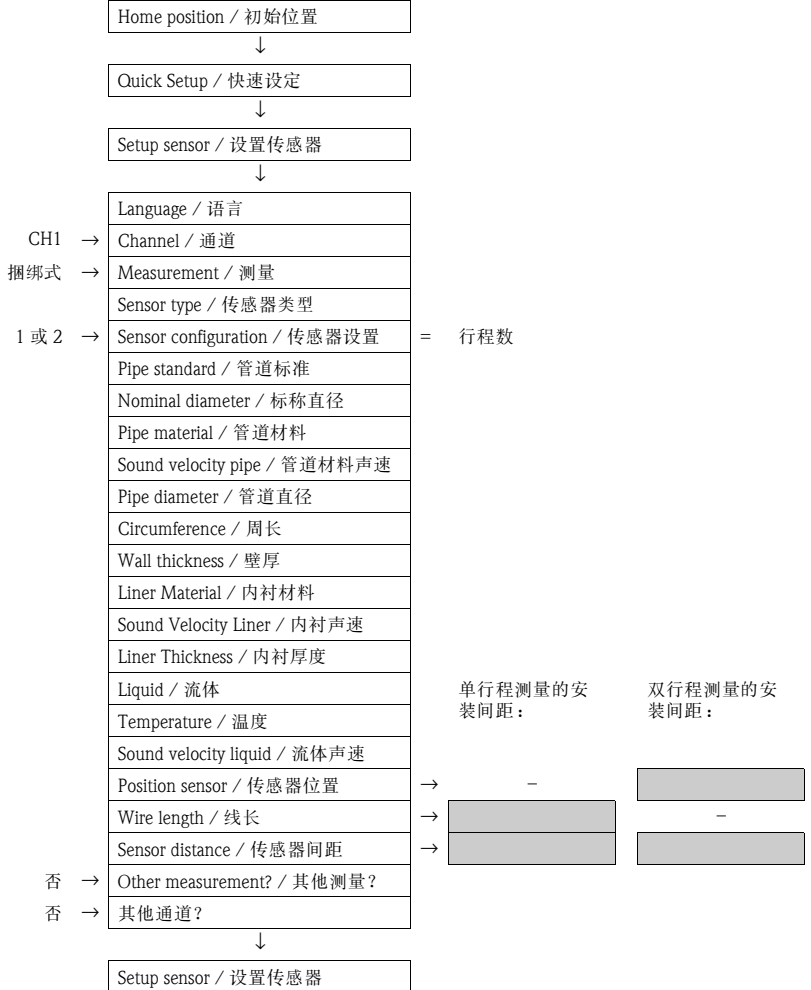 Home position / 初始位置
↓
Quick Setup / 快速设定
↓
Setup sensor / 设置传感器
↓
Language / 语言
CH1 → Channel / 通道
捆绑式 → Measurement / 测量
Sensor type / 传感器类型
1 或 2 → Sensor configuration / 传感器设置 = 行程数
Pipe standard / 管道标准
Nominal diameter / 标称直径
Pipe material / 管道材料
Sound velocity pipe / 管道材料声速
Pipe diameter / 管道直径
Circumference / 周长
Wall thickness / 壁厚
Liner Material / 内衬材料
Sound Velocity Liner / 内衬声速
Liner Thickness / 内衬厚度
Liquid / 流体
单行程测量的安
装间距：
双行程测量的安
装间距：
Temperature / 温度
Sound velocity liquid / 流体声速
Position sensor / 传感器位置 → –
Wire length / 线长 → –
Sensor distance / 传感器间距 →
否 → Other measurement? / 其他测量？
否 → 其他通道？
↓
Setup sensor / 设置传感器